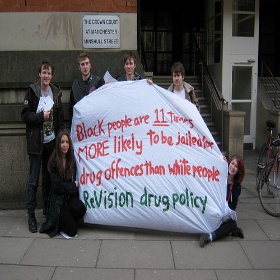 THE CROWN COURT
AT MANCHESTER
MINSHULL STREET
Black people are 11 times
MORE likely to be jailed for
drug offences than white people
ReVision drug policy